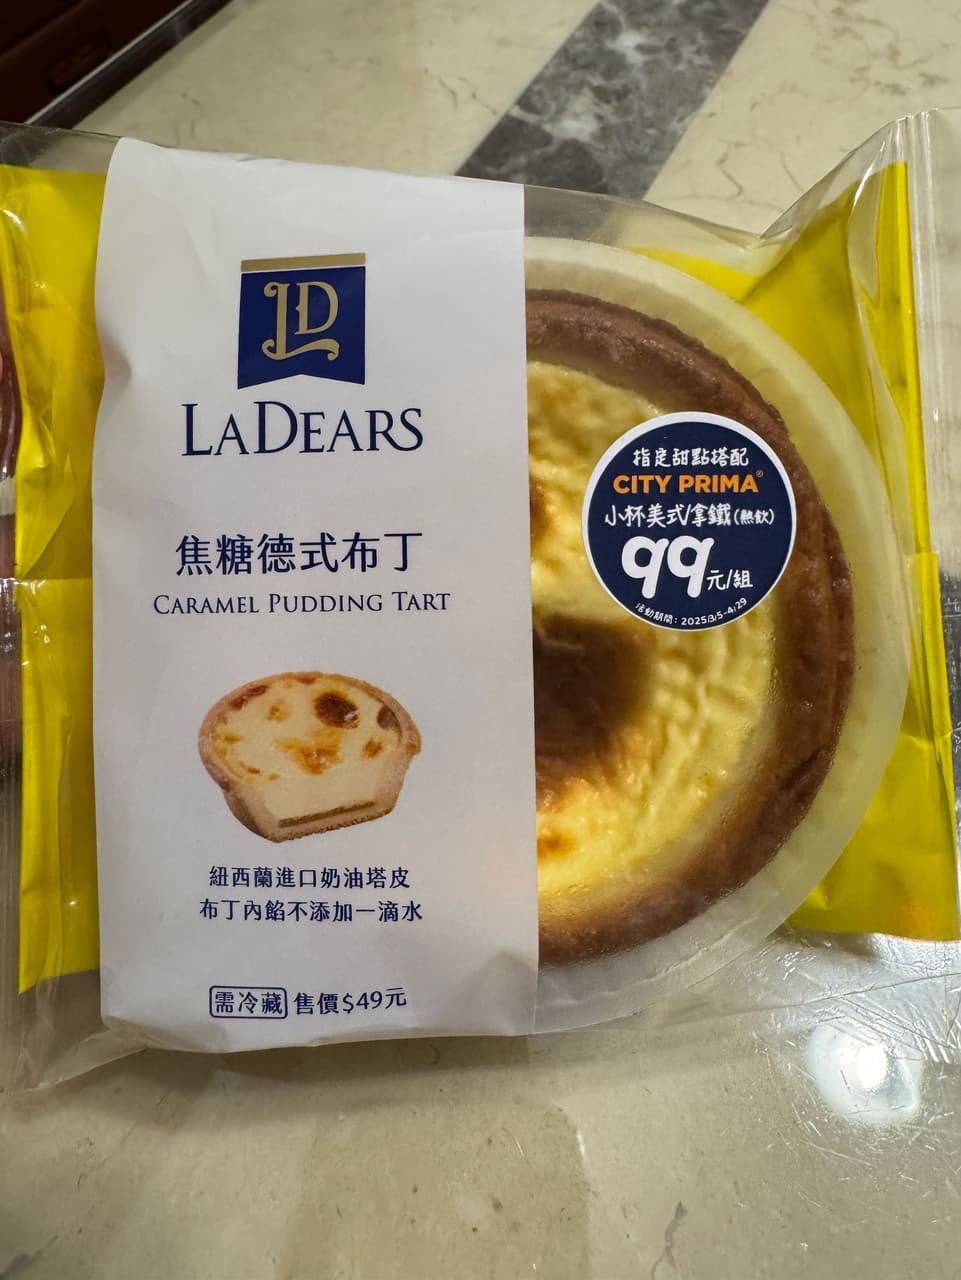 LD
LADEARS
焦糖德式布丁
CARAMEL PUDDING TART
紐西蘭進口奶油塔皮
布丁內餡不添加一滴水
需冷藏 售價$49元
指定甜點搭配
CITY PRIMA®
小杯美式/拿鐵(熱飲)
99元/組
活動期間：2025/3/5-4/29